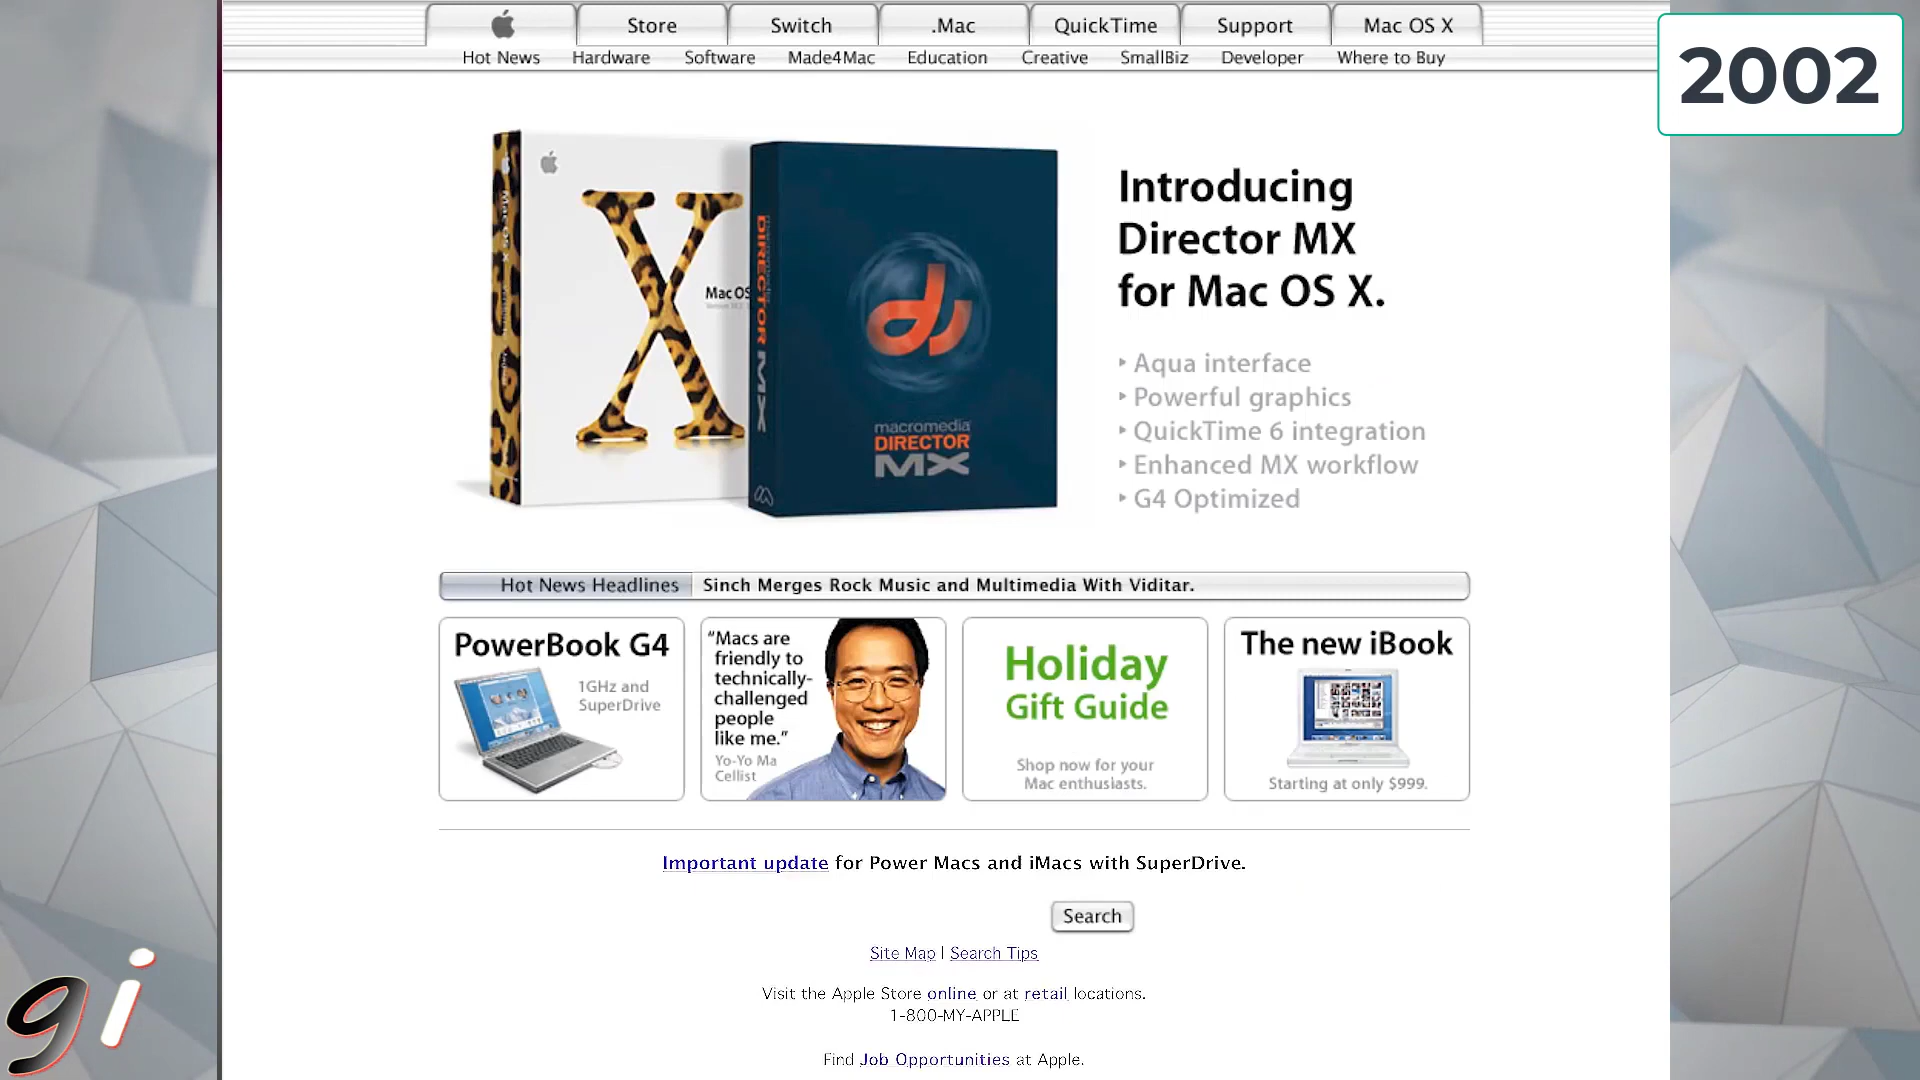 Store
Switch
.Mac
QuickTime
Support
Mac OS X
Hot News
Hardware
Software
Made4Mac
Education
Creative
SmallBiz
Developer
Where to Buy
2002
Mac OS X
Mac OS
DIRECTOR MX
macromedia
DIRECTOR
MX
Introducing
Director MX
for Mac OS X.
‣ Aqua interface
‣ Powerful graphics
‣ QuickTime 6 integration
‣ Enhanced MX workflow
‣ G4 Optimized
Hot News Headlines
Sinch Merges Rock Music and Multimedia With Viditar.
PowerBook G4
1GHz and
SuperDrive
“Macs are
friendly to
technically-
challenged
people
like me.”
Yo-Yo Ma
Cellist
Holiday
Gift Guide
Shop now for your
Mac enthusiasts.
The new iBook
Starting at only $999.
Important update for Power Macs and iMacs with SuperDrive.
Search
Site Map | Search Tips
Visit the Apple Store online or at retail locations.
1-800-MY-APPLE
Find Job Opportunities at Apple.
gi